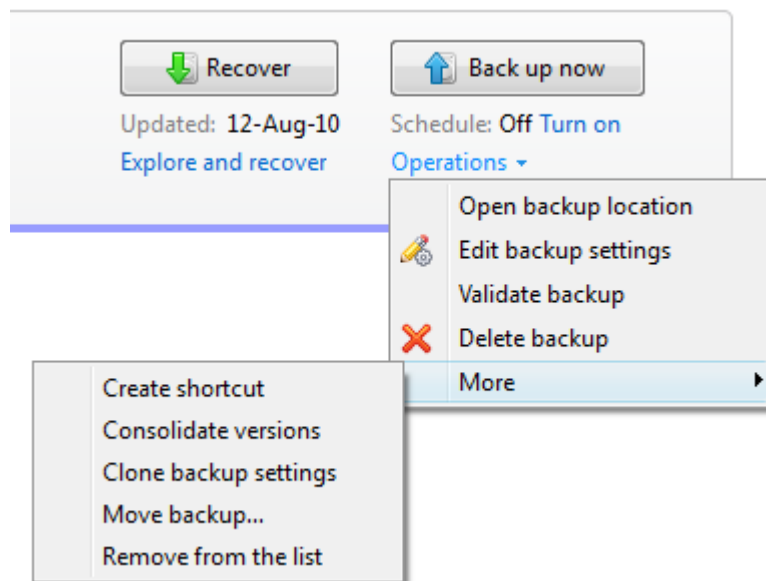 Recover
Back up now
Updated: 12-Aug-10
Schedule: Off Turn on
Explore and recover
Operations
Open backup location
Edit backup settings
Validate backup
Delete backup
More
Create shortcut
Consolidate versions
Clone backup settings
Move backup...
Remove from the list